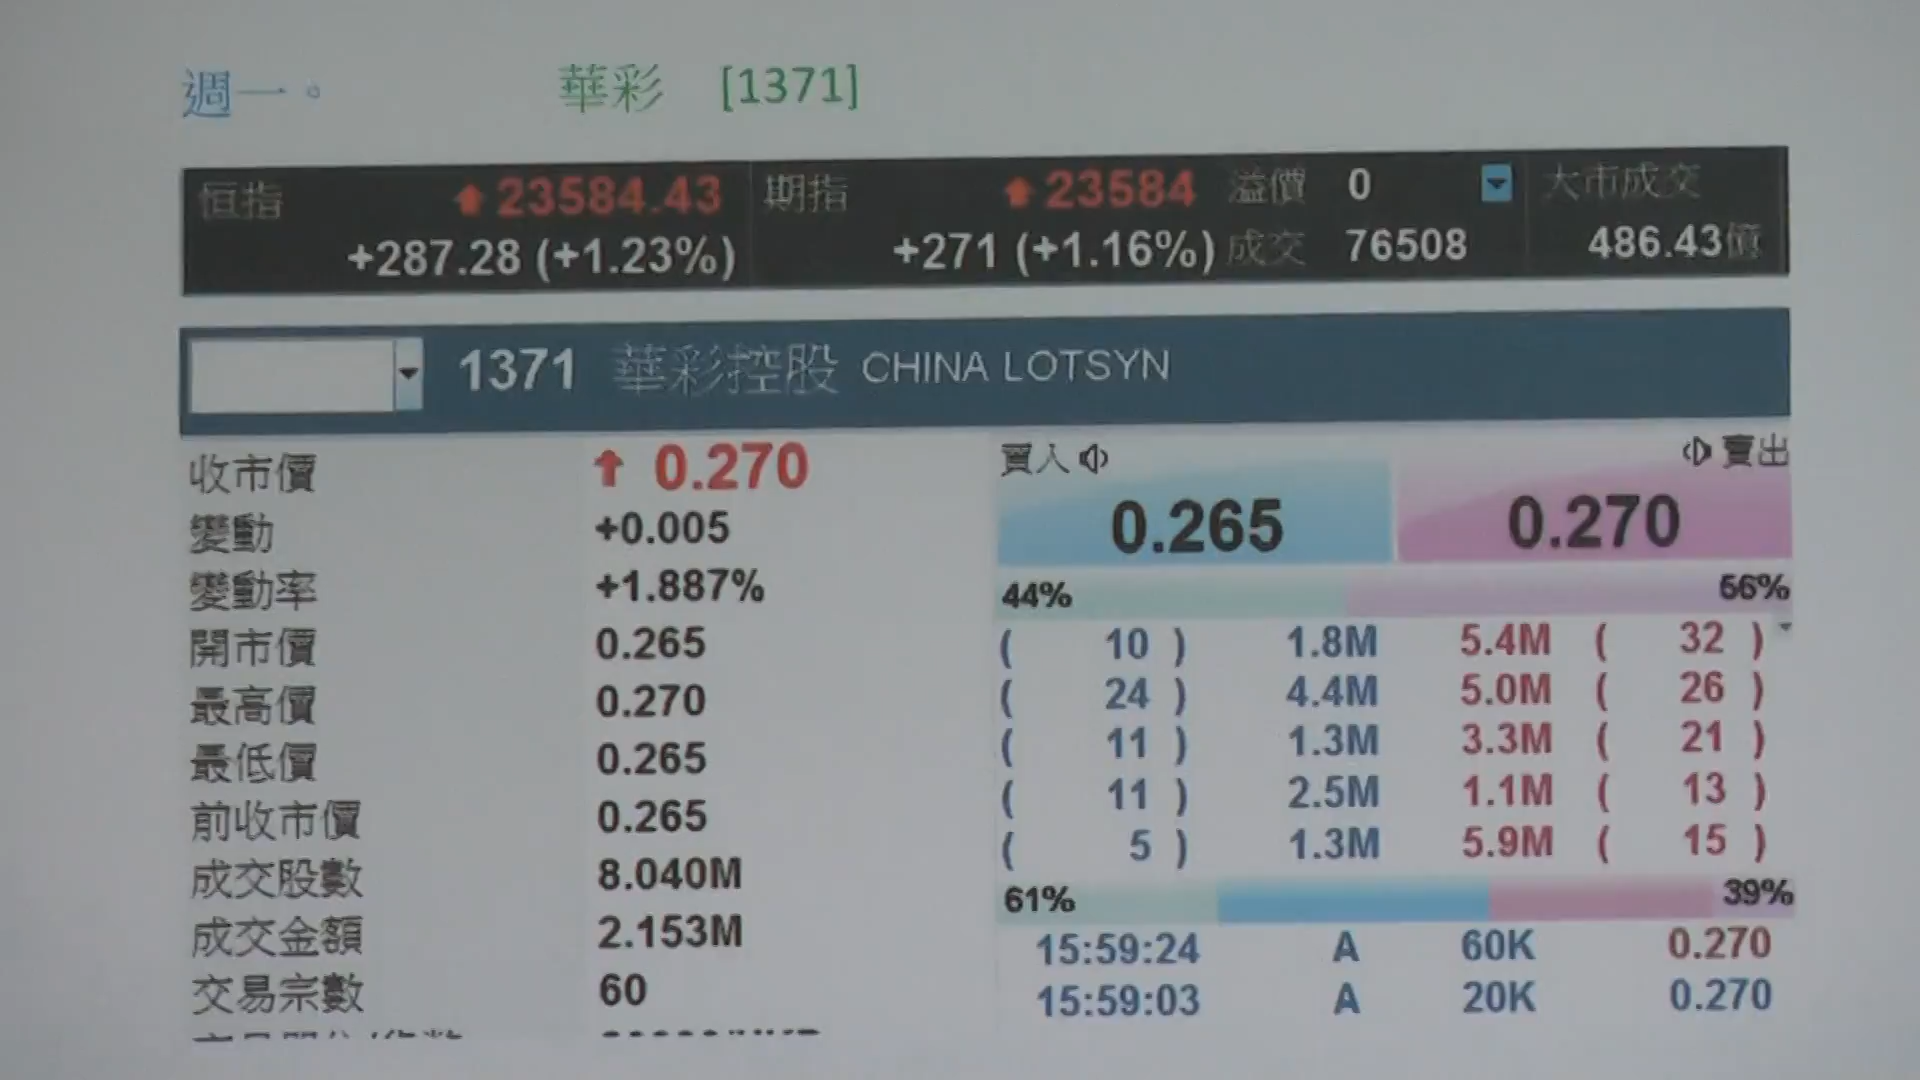 週一。 華彩 [1371]
恒指 23584.43 期指 23584 溢價 0 大市成交
+287.28 (+1.23%) +271 (+1.16%) 成交 76508 486.43億
1371 華彩控股 CHINA LOTSYN
收市價 0.270
變動 +0.005
變動率 +1.887%
開市價 0.265
最高價 0.270
最低價 0.265
前收市價 0.265
成交股數 8.040M
成交金額 2.153M
交易宗數 60
買入 賣出
0.265 0.270
44% 56%
( 10 ) 1.8M 5.4M ( 32 )
( 24 ) 4.4M 5.0M ( 26 )
( 11 ) 1.3M 3.3M ( 21 )
( 11 ) 2.5M 1.1M ( 13 )
( 5 ) 1.3M 5.9M ( 15 )
61% 39%
15:59:24 A 60K 0.270
15:59:03 A 20K 0.270